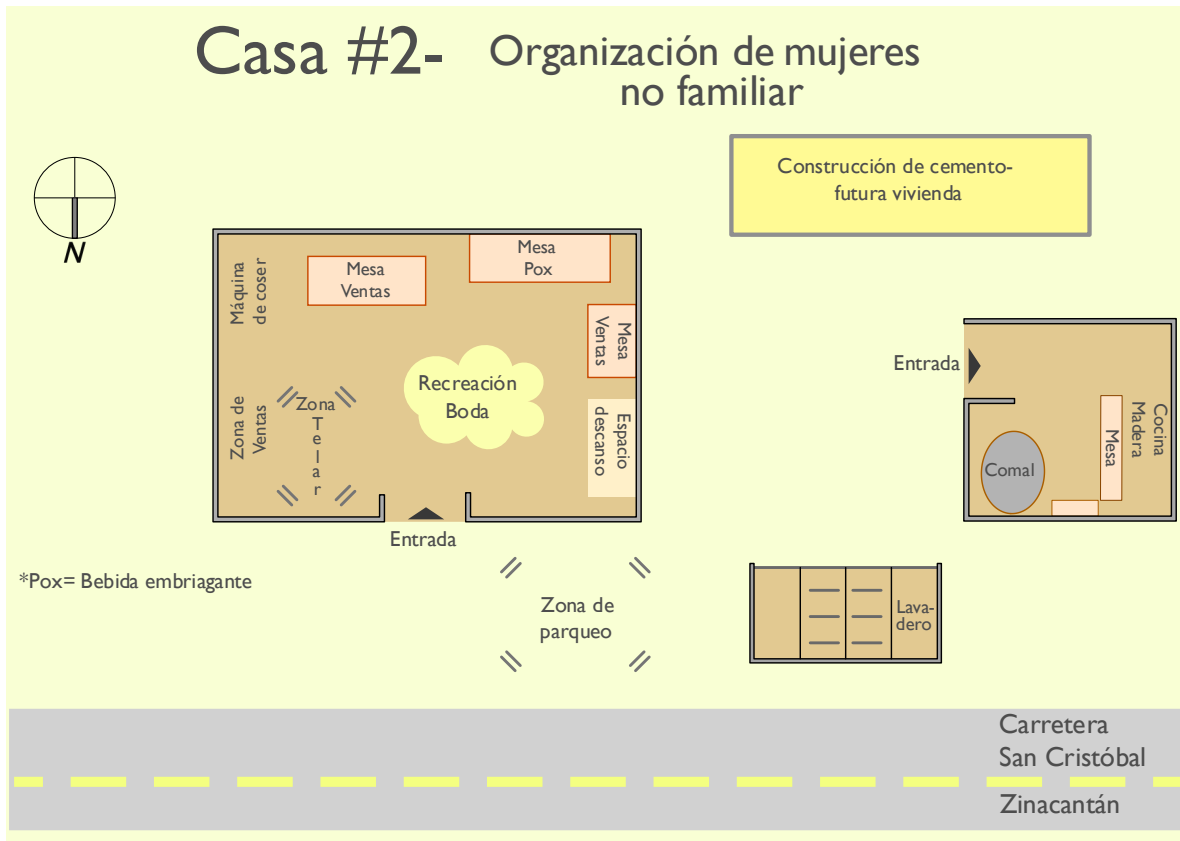 Casa #2- Organización de mujeres
no familiar
Construcción de cemento-
futura vivienda
N
Máquina
de coser
Mesa
Ventas
Mesa
Pox
Mesa
Ventas
Recreación
Boda
Zona de
Ventas
Zona
Telar
Espacio
descanso
Entrada
Entrada
Cocina
Madera
Mesa
Comal
*Pox= Bebida embriagante
Zona de
parqueo
Lava-
dero
Carretera
San Cristóbal
Zinacantán